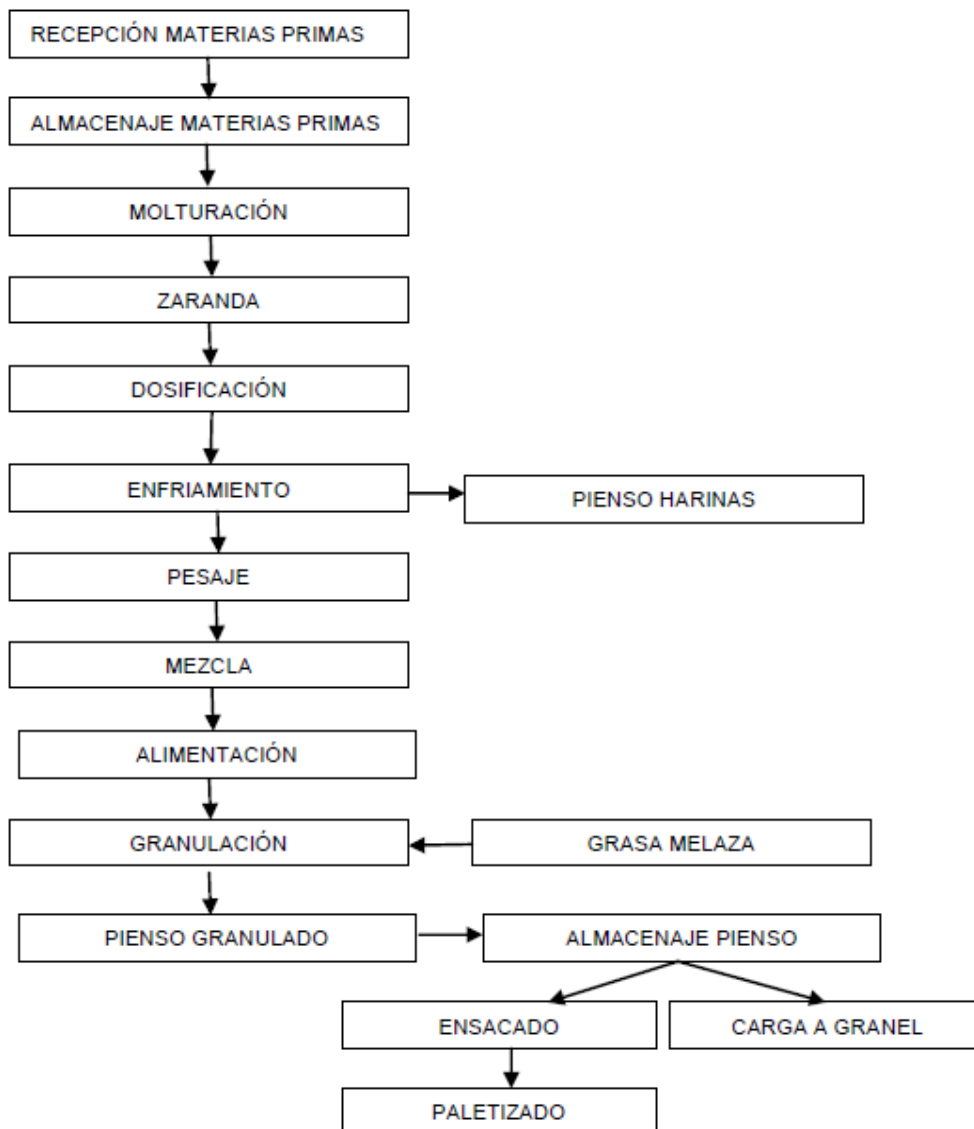 RECEPCIÓN MATERIAS PRIMAS
ALMACENAJE MATERIAS PRIMAS
MOLTURACIÓN
ZARANDA
DOSIFICACIÓN
ENFRIAMIENTO
PIENSO HARINAS
PESAJE
MEZCLA
ALIMENTACIÓN
GRANULACIÓN
GRASA MELAZA
PIENSO GRANULADO
ALMACENAJE PIENSO
ENSACADO
CARGA A GRANEL
PALETIZADO